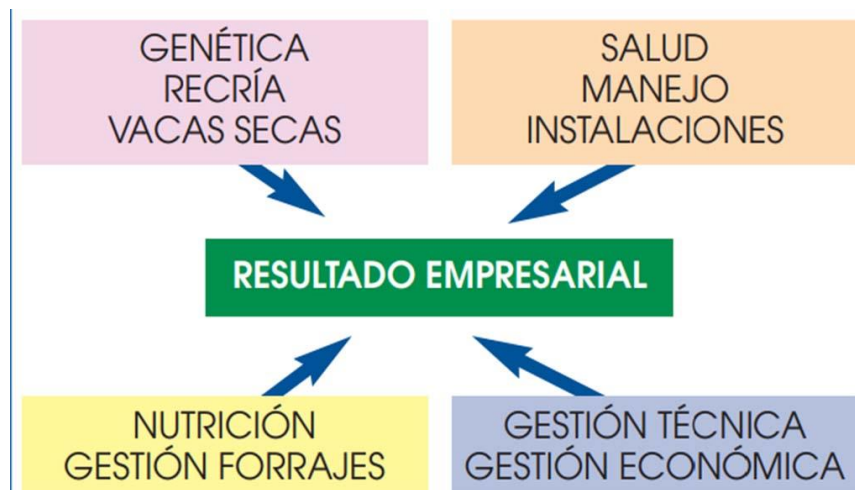 GENÉTICA
RECRÍA
VACAS SECAS
SALUD
MANEJO
INSTALACIONES
RESULTADO EMPRESARIAL
NUTRICIÓN
GESTIÓN FORRAJES
GESTIÓN TÉCNICA
GESTIÓN ECONÓMICA